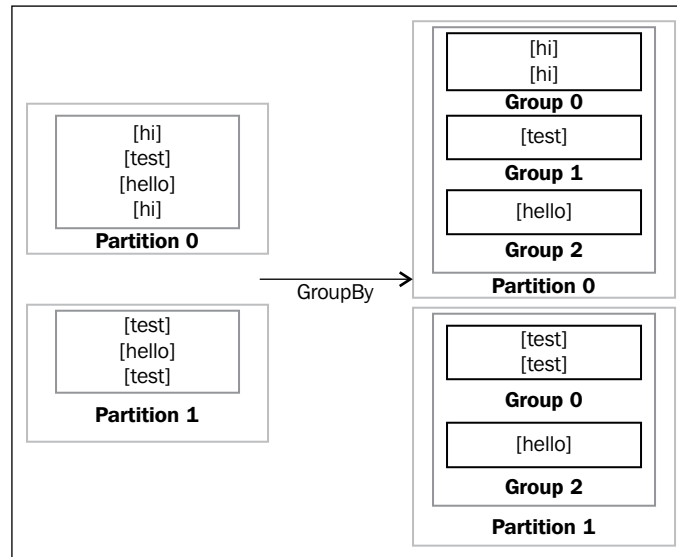 [hi]
[test]
[hello]
[hi]
Partition 0
[test]
[hello]
[test]
Partition 1
GroupBy
[hi]
[hi]
Group 0
[test]
Group 1
[hello]
Group 2
Partition 0
[test]
[test]
Group 0
[hello]
Group 2
Partition 1